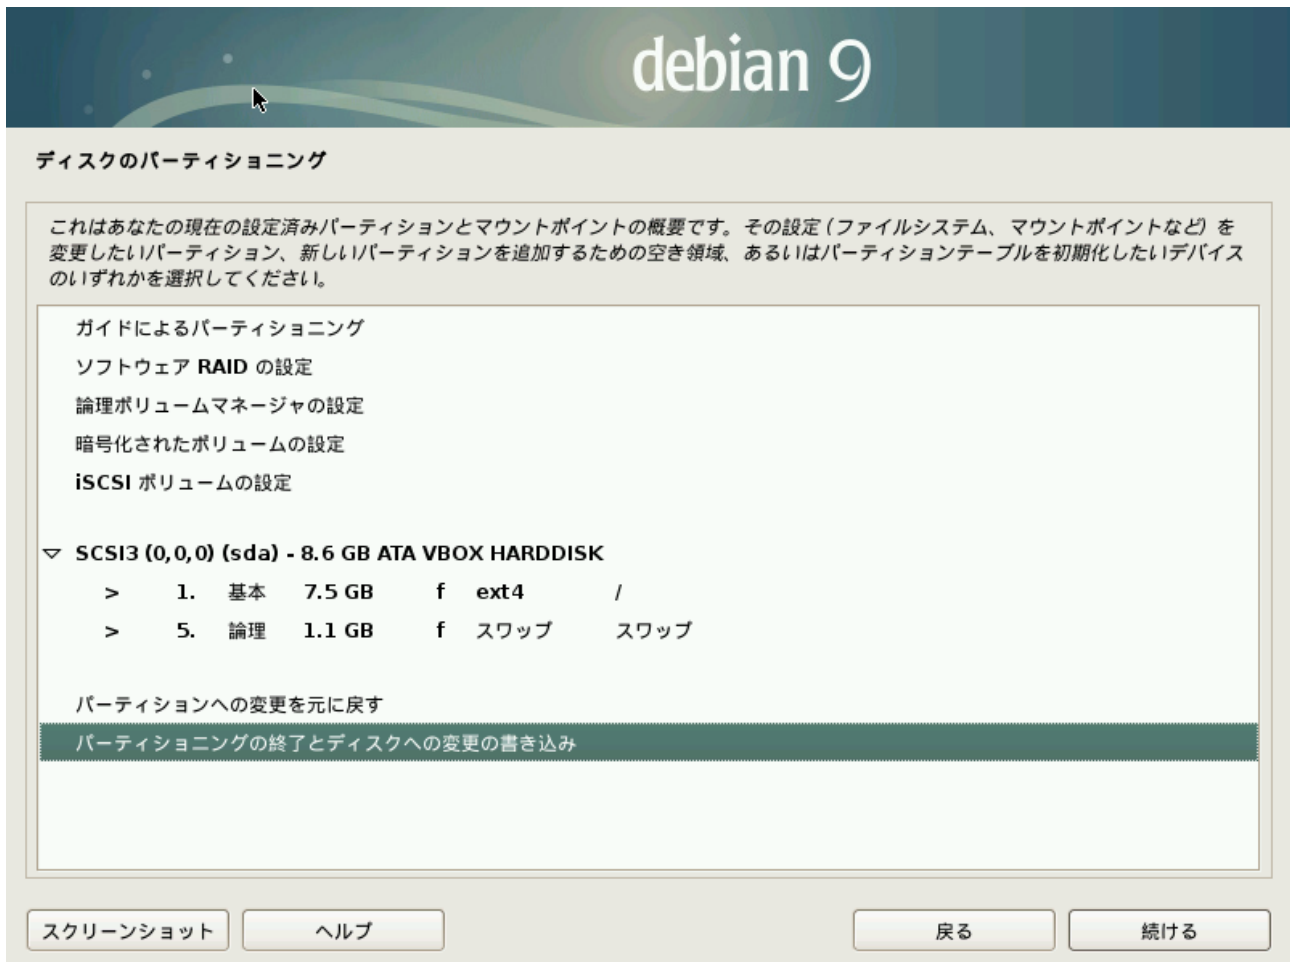 debian 9
ディスクのパーティショニング
これはあなたの現在の設定済みパーティションとマウントポイントの概要です。その設定 (ファイルシステム、マウントポイントなど) を
変更したいパーティション、新しいパーティションを追加するための空き領域、あるいはパーティションテーブルを初期化したいデバイス
のいずれかを選択してください。
ガイドによるパーティショニング
ソフトウェア RAID の設定
論理ボリュームマネージャの設定
暗号化されたボリュームの設定
iSCSI ボリュームの設定
SCSI3 (0,0,0) (sda) - 8.6 GB ATA VBOX HARDDISK
> 1. 基本 7.5 GB f ext4 /
> 5. 論理 1.1 GB f スワップ スワップ
パーティションへの変更を元に戻す
パーティショニングの終了とディスクへの変更の書き込み
スクリーンショット ヘルプ 戻る 続ける